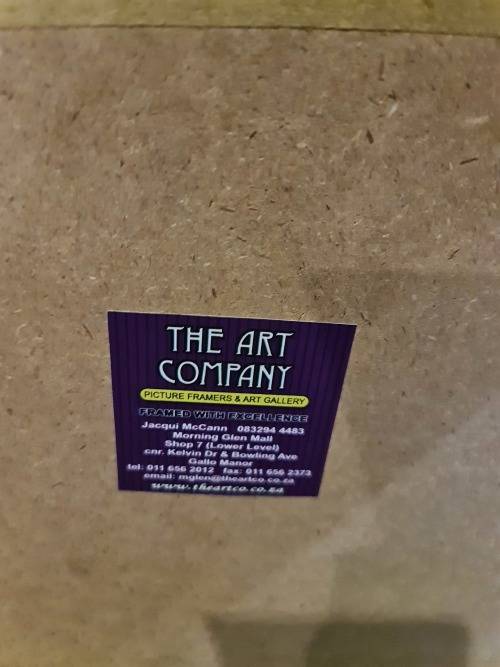 THE ART
COMPANY
PICTURE FRAMERS & ART GALLERY
FRAMED WITH EXCELLENCE
Jacqui McCann 083294 4483
Morning Glen Mall
Shop 7 (Lower Level)
cnr. Kelvin Dr & Bowling Ave
Gallo Manor
tel: 011 656 2012 fax: 011 656 2373
email: mglen@theartco.co.za
www.theartco.co.za